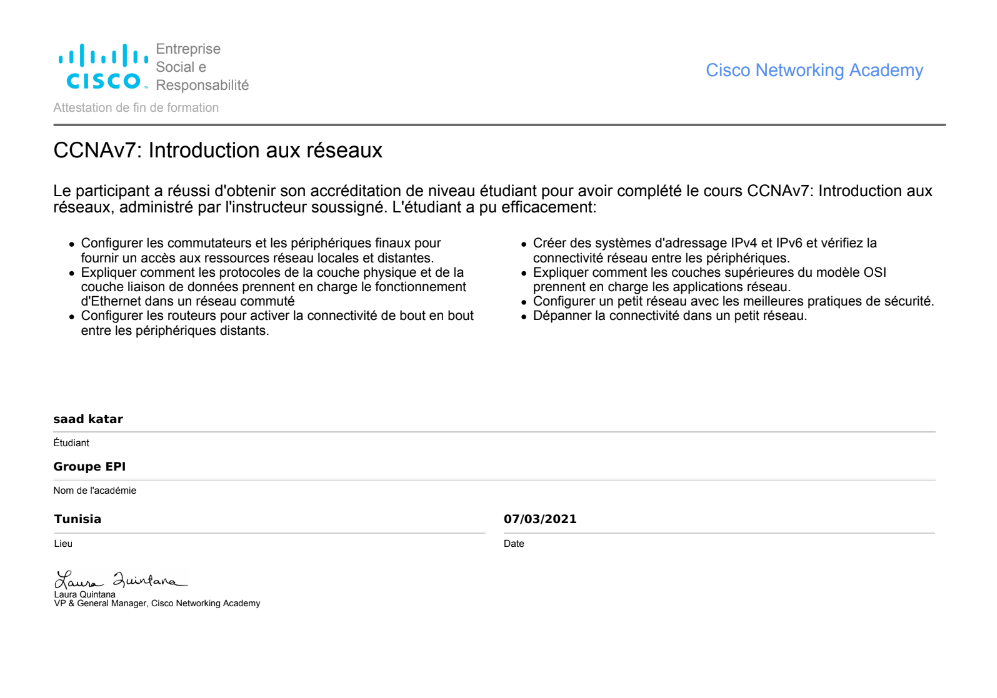 CISCO
Entreprise
Social e
Responsabilité
Attestation de fin de formation
Cisco Networking Academy
CCNAv7: Introduction aux réseaux
Le participant a réussi d'obtenir son accréditation de niveau étudiant pour avoir complété le cours CCNAv7: Introduction aux
réseaux, administré par l'instructeur soussigné. L'étudiant a pu efficacement:
• Configurer les commutateurs et les périphériques finaux pour
fournir un accès aux ressources réseau locales et distantes.
• Expliquer comment les protocoles de la couche physique et de la
couche liaison de données prennent en charge le fonctionnement
d'Ethernet dans un réseau commuté
• Configurer les routeurs pour activer la connectivité de bout en bout
entre les périphériques distants.
• Créer des systèmes d'adressage IPv4 et IPv6 et vérifiez la
connectivité réseau entre les périphériques.
• Expliquer comment les couches supérieures du modèle OSI
prennent en charge les applications réseau.
• Configurer un petit réseau avec les meilleures pratiques de sécurité.
• Dépanner la connectivité dans un petit réseau.
saad katar
Étudiant
Groupe EPI
Nom de l'académie
Tunisia
Lieu
07/03/2021
Date
Laura Quintana
Laura Quintana
VP & General Manager, Cisco Networking Academy